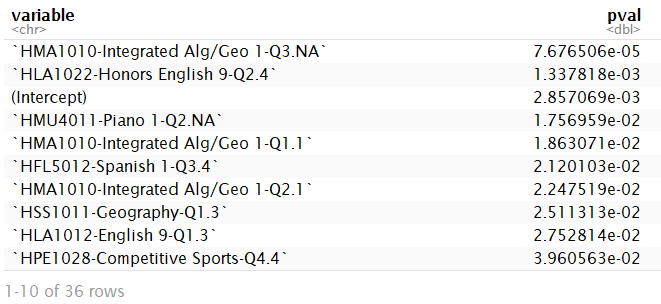 variable pval
<chr> <dbl>
`HMA1010-Integrated Alg/Geo 1-Q3.NA` 7.676506e-05
`HLA1022-Honors English 9-Q2.4` 1.337818e-03
(Intercept) 2.857069e-03
`HMU4011-Piano 1-Q2.NA` 1.756959e-02
`HMA1010-Integrated Alg/Geo 1-Q1.1` 1.863071e-02
`HFL5012-Spanish 1-Q3.4` 2.120103e-02
`HMA1010-Integrated Alg/Geo 1-Q2.1` 2.247519e-02
`HSS1011-Geography-Q1.3` 2.511313e-02
`HLA1012-English 9-Q1.3` 2.752814e-02
`HPE1028-Competitive Sports-Q4.4` 3.960563e-02
1-10 of 36 rows